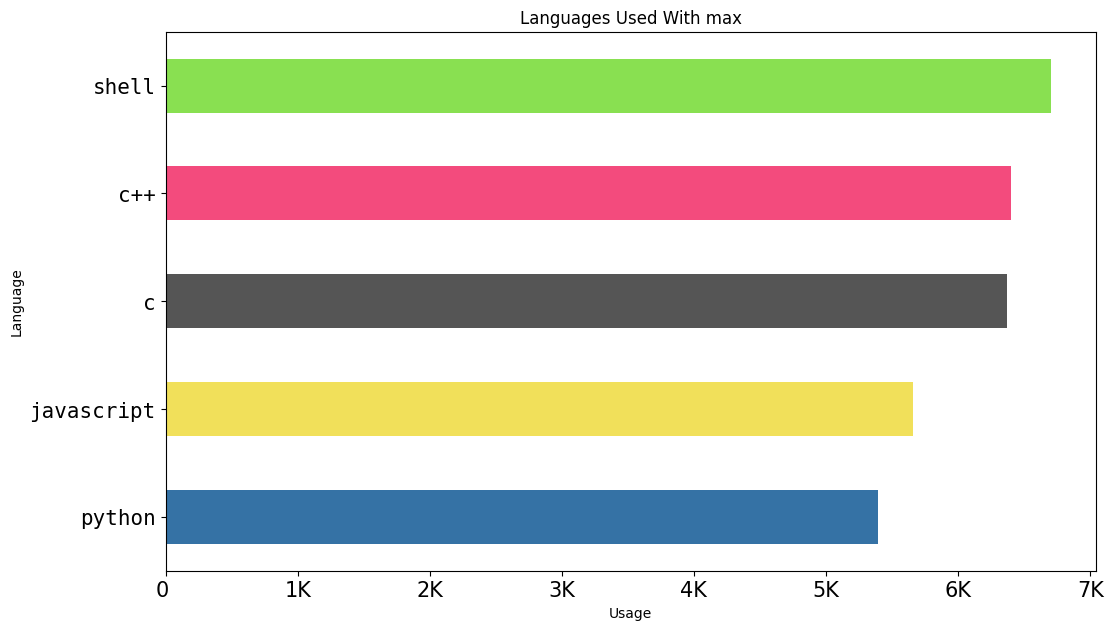 Languages Used With max
shell
c++
c
javascript
python
Language
0 1K 2K 3K 4K 5K 6K 7K
Usage